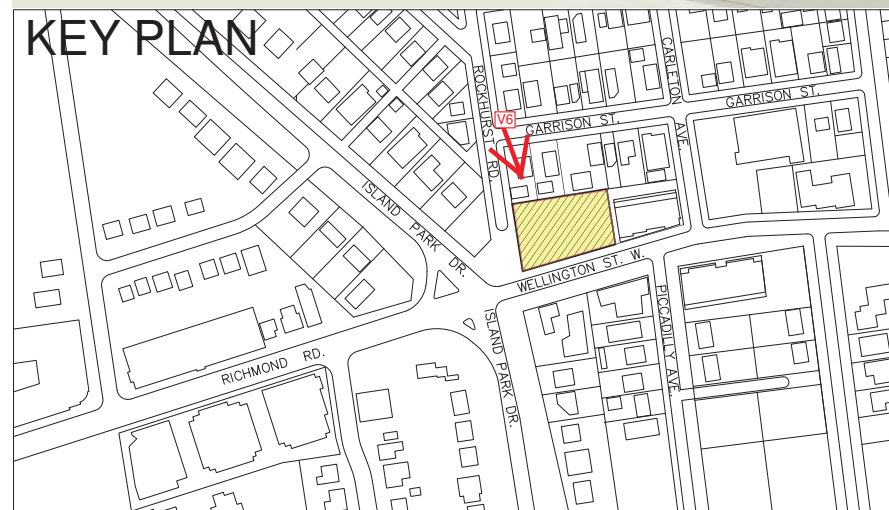 KEY PLAN
ROCKHURST RD.
CARLETON AVE.
GARRISON ST.
V6
GARRISON ST.
ISLAND PARK DR.
WELLINGTON ST. W.
PICCADILLY AVE.
ISLAND PARK DR.
RICHMOND RD.